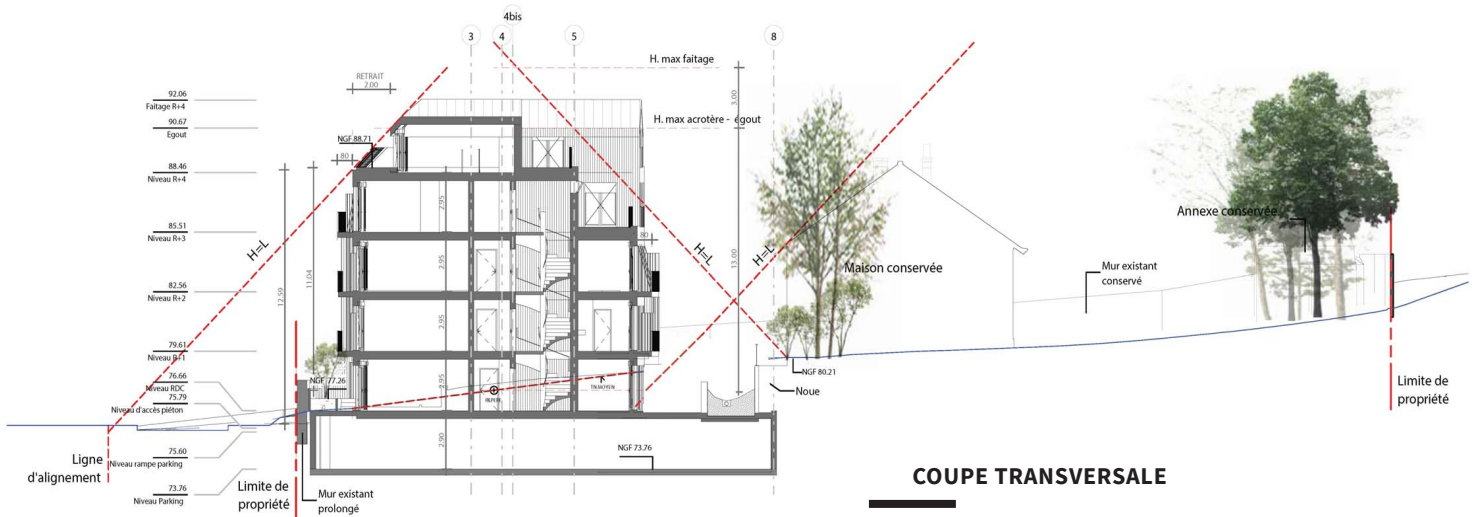 4bis
3
4
5
8
H. max faitage
RETRAIT
2.00
92.06
Faitage R+4
3.00
H. max acrotère - égout
90.67
Egout
NGF 88.71
80
88.46
Niveau R+4
2.95
85.51
Niveau R+3
Annexe conservée
80
H=L
H=L
H=L
13.00
2.95
Maison conservée
Mur existant
conservé
12.59
11.04
82.56
Niveau R+2
2.95
79.61
Niveau R+1
NGF 80.21
76.66
Niveau RDC
NGF 77.26
2.95
TN MOYEN
REPERE
Noue
Limite de
propriété
75.79
Niveau d'accès piéton
2.90
NGF 73.76
75.60
Niveau rampe parking
Ligne
d'alignement
73.76
Niveau Parking
Limite de
propriété
Mur existant
prolongé
COUPE TRANSVERSALE